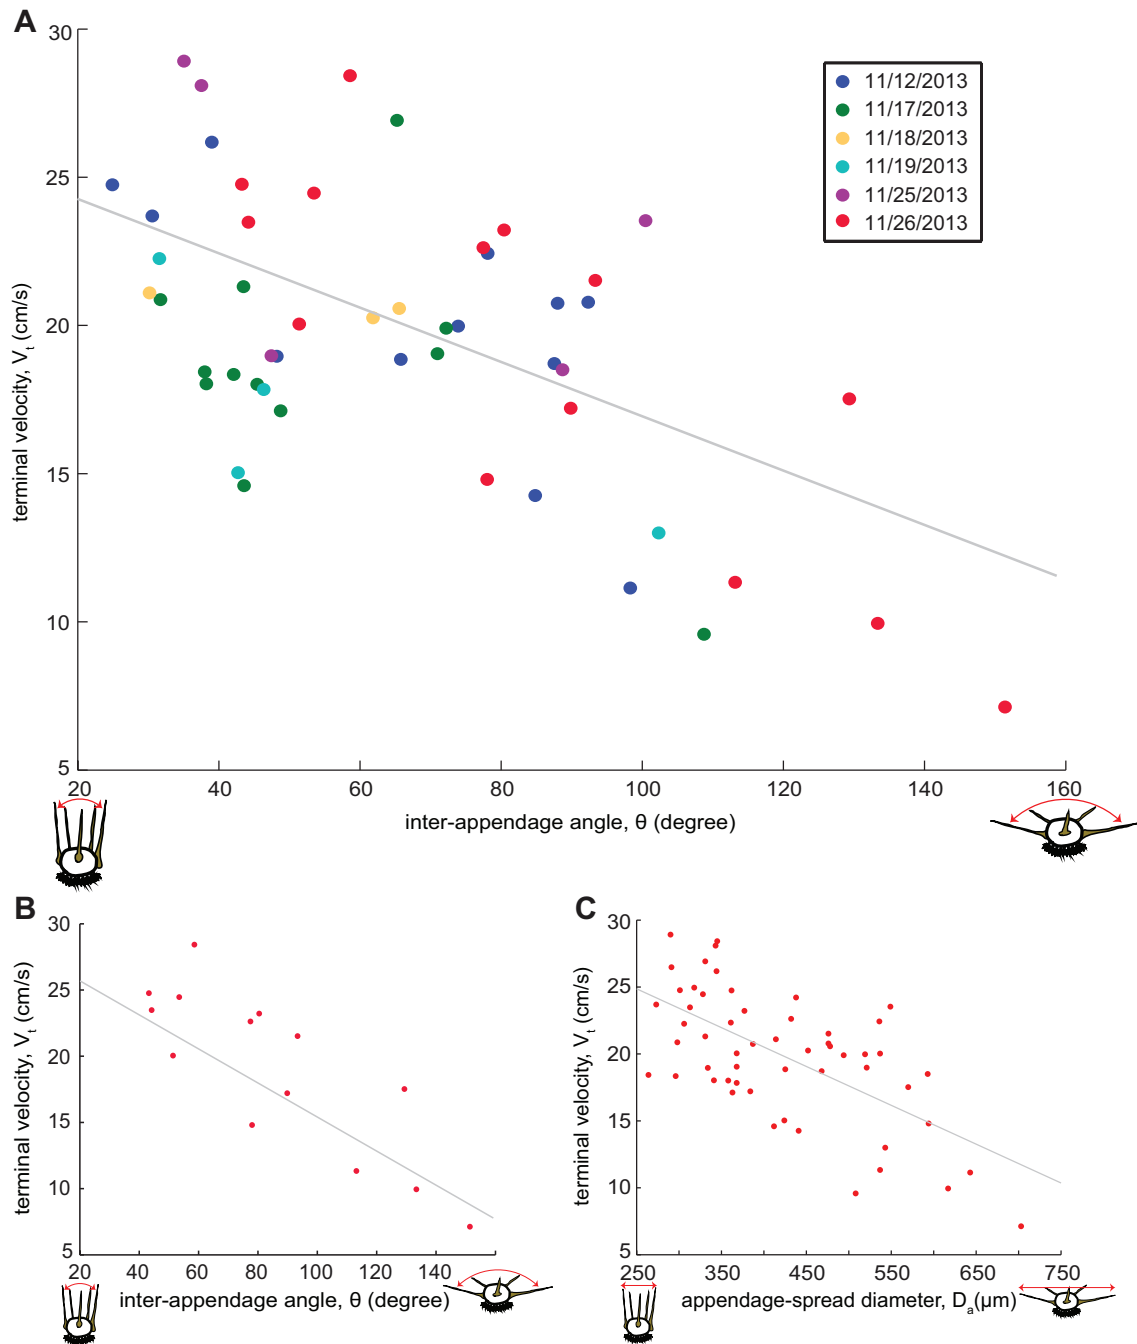 A
30
25
20
15
10
5
terminal velocity, V_t (cm/s)
11/12/2013
11/17/2013
11/18/2013
11/19/2013
11/25/2013
11/26/2013
20 40 60 80 100 120 140 160
inter-appendage angle, θ (degree)
B
30
25
20
15
10
5
terminal velocity, V_t (cm/s)
20 40 60 80 100 120 140
inter-appendage angle, θ (degree)
C
30
25
20
15
10
5
terminal velocity, V_t (cm/s)
250 350 450 550 650 750
appendage-spread diameter, D_a(μm)